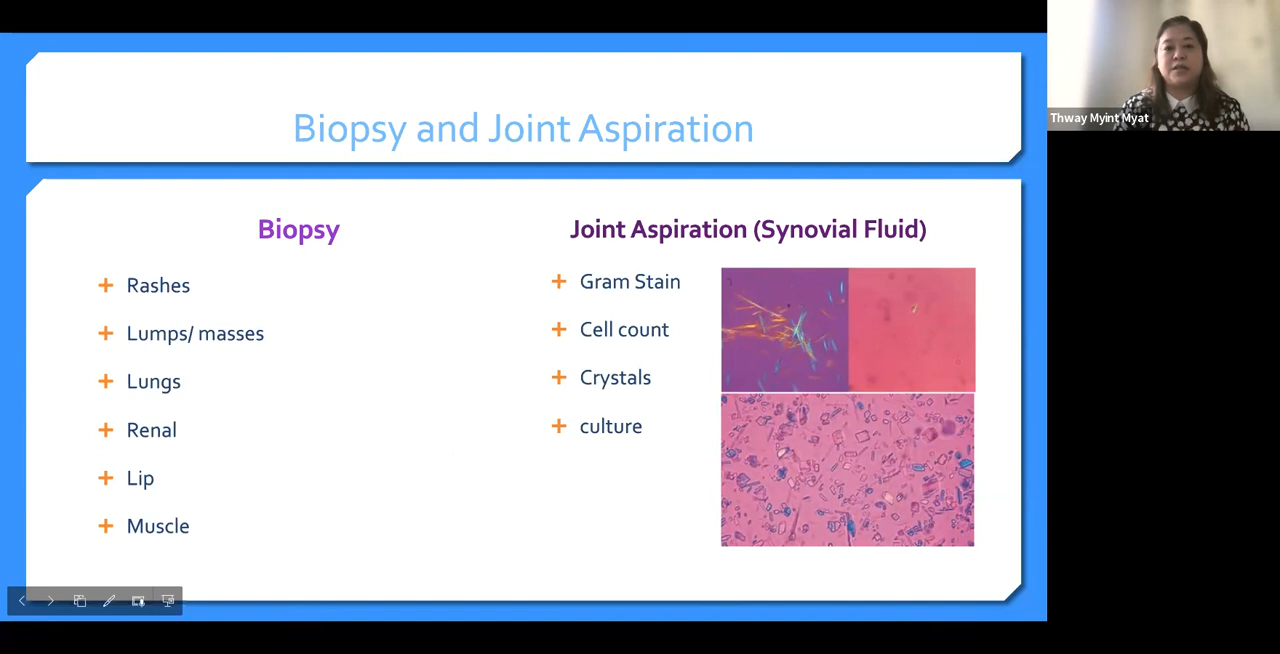 Biopsy and Joint Aspiration
Thway Myint Myat
Biopsy
Rashes
Lumps/ masses
Lungs
Renal
Lip
Muscle
Joint Aspiration (Synovial Fluid)
Gram Stain
Cell count
Crystals
culture